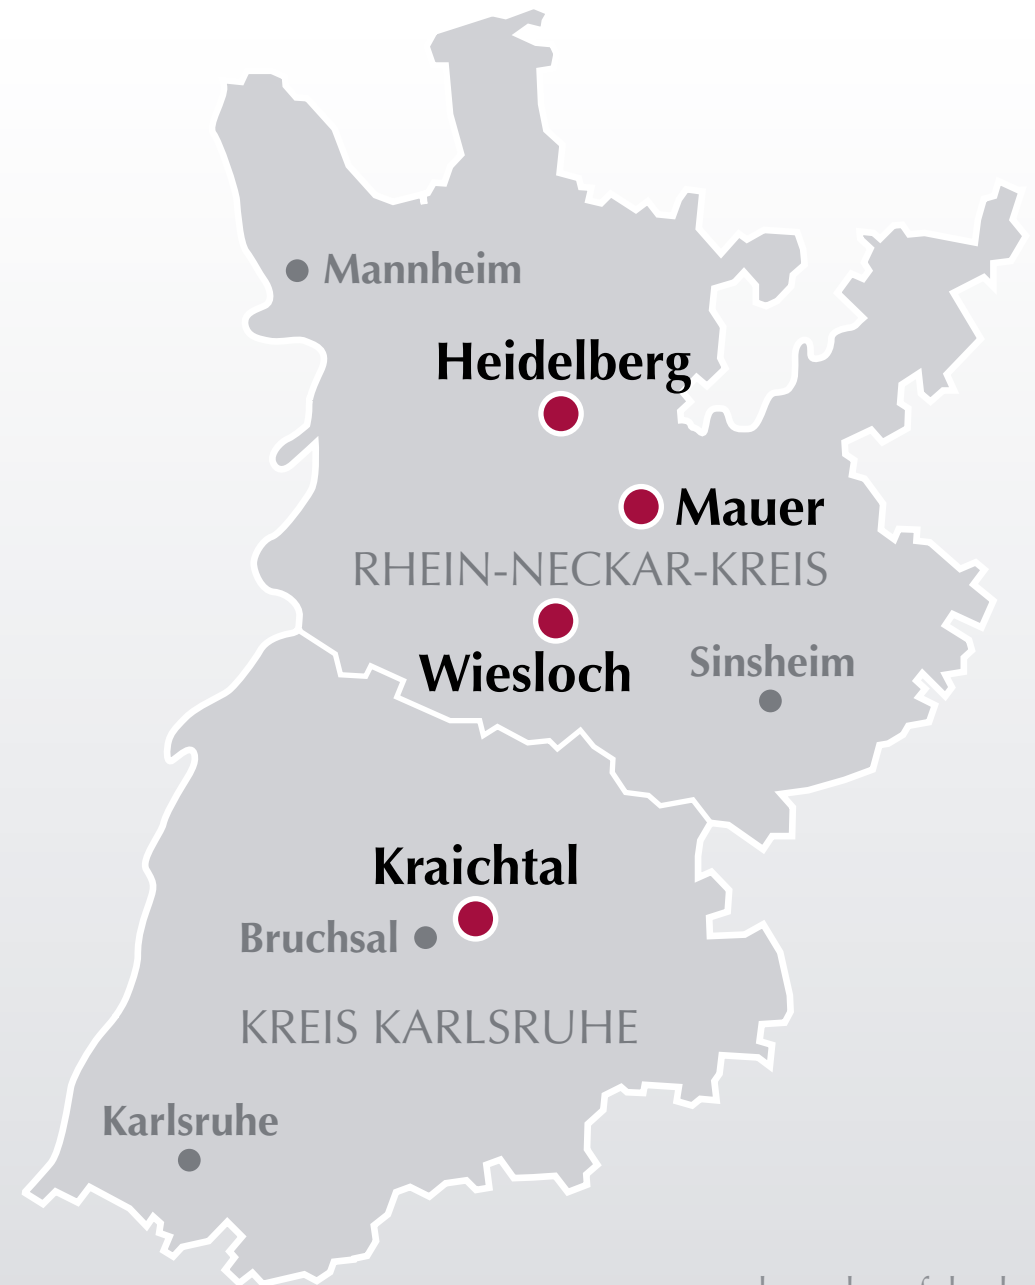 Mannheim
Heidelberg
Mauer
RHEIN-NECKAR-KREIS
Wiesloch
Sinsheim
Kraichtal
Bruchsal
KREIS KARLSRUHE
Karlsruhe